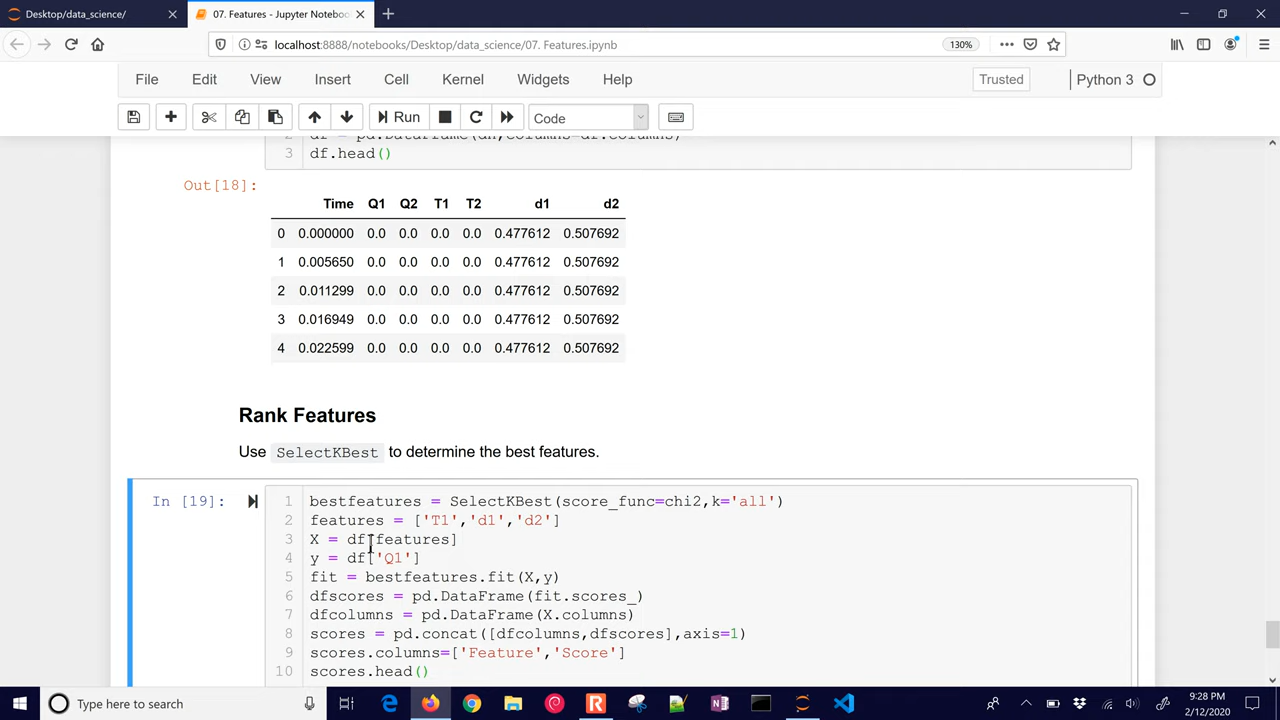 Desktop/data_science/
07. Features - Jupyter Notebook
localhost:8888/notebooks/Desktop/data_science/07. Features.ipynb
130%
File Edit View Insert Cell Kernel Widgets Help
Trusted
Python 3
Run
Code
2 df = pd.DataFrame(dn,columns=df.columns)
3 df.head()
Out[18]:
Time Q1 Q2 T1 T2 d1 d2
0 0.000000 0.0 0.0 0.0 0.0 0.477612 0.507692
1 0.005650 0.0 0.0 0.0 0.0 0.477612 0.507692
2 0.011299 0.0 0.0 0.0 0.0 0.477612 0.507692
3 0.016949 0.0 0.0 0.0 0.0 0.477612 0.507692
4 0.022599 0.0 0.0 0.0 0.0 0.477612 0.507692
Rank Features
Use SelectKBest to determine the best features.
In [19]:
1 bestfeatures = SelectKBest(score_func=chi2,k='all')
2 features = ['T1','d1','d2']
3 X = df[features]
4 y = df['Q1']
5 fit = bestfeatures.fit(X,y)
6 dfscores = pd.DataFrame(fit.scores_)
7 dfcolumns = pd.DataFrame(X.columns)
8 scores = pd.concat([dfcolumns,dfscores],axis=1)
9 scores.columns=['Feature','Score']
10 scores.head()
Type here to search
9:28 PM
2/12/2020